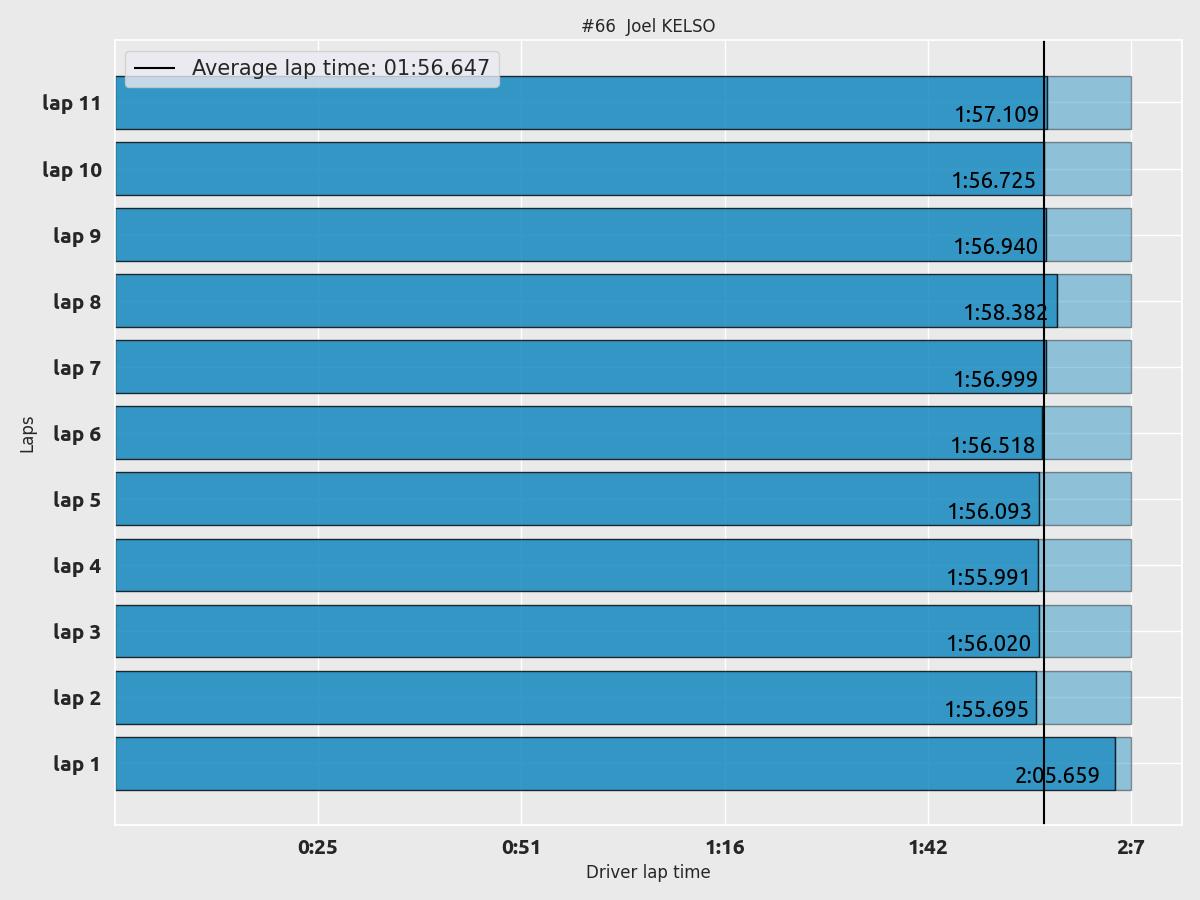 #66  Joel KELSO
Average lap time: 01:56.647
lap 11
1:57.109
lap 10
1:56.725
lap 9
1:56.940
lap 8
1:58.382
lap 7
1:56.999
lap 6
1:56.518
lap 5
1:56.093
lap 4
1:55.991
lap 3
1:56.020
lap 2
1:55.695
lap 1
2:05.659
Laps
0:25 0:51 1:16 1:42 2:7
Driver lap time